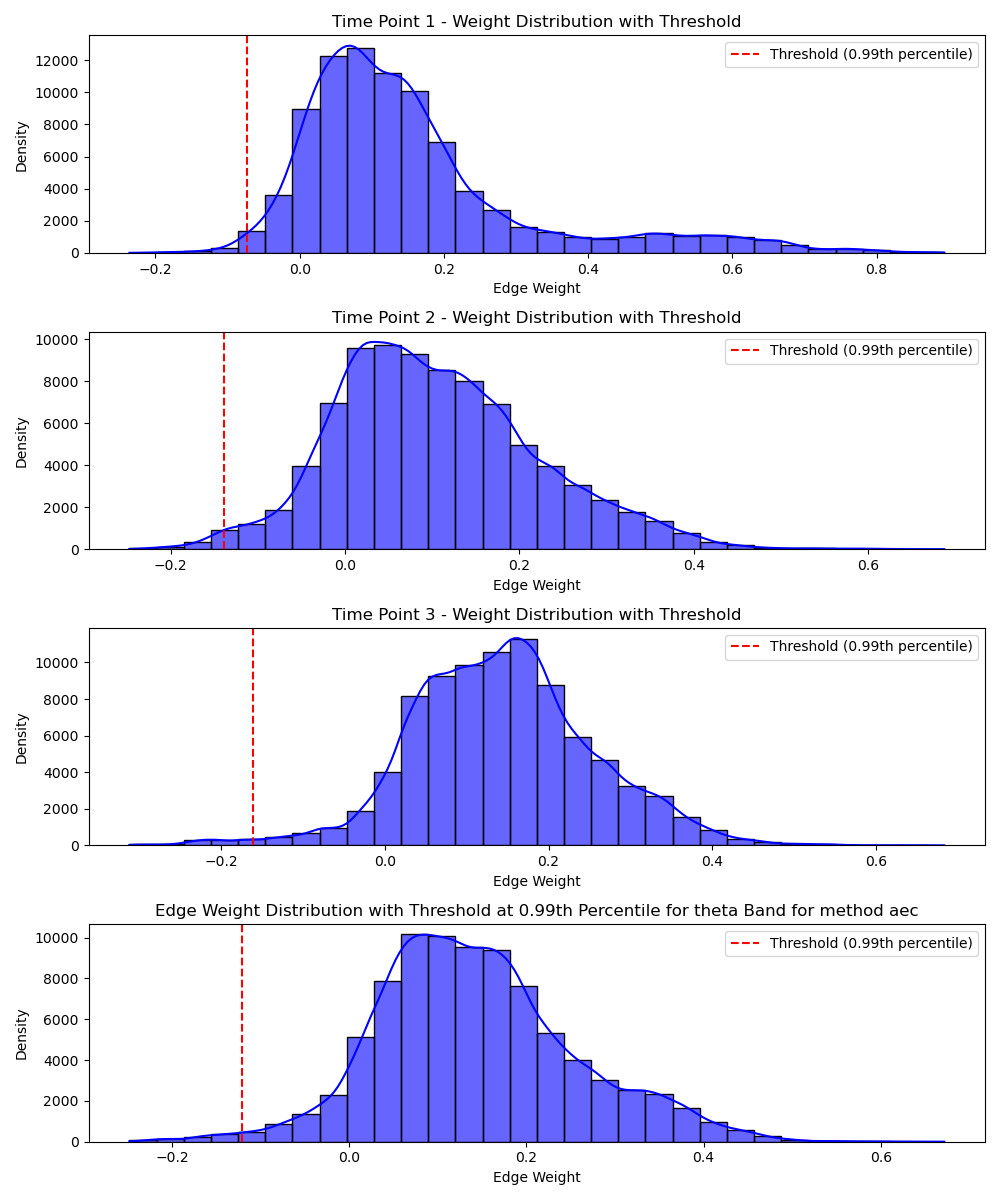 Time Point 1 - Weight Distribution with Threshold
Threshold (0.99th percentile)
12000
10000
8000
6000
4000
2000
0
Density
−0.2 0.0 0.2 0.4 0.6 0.8
Edge Weight
Time Point 2 - Weight Distribution with Threshold
Threshold (0.99th percentile)
10000
8000
6000
4000
2000
0
Density
−0.2 0.0 0.2 0.4 0.6
Edge Weight
Time Point 3 - Weight Distribution with Threshold
Threshold (0.99th percentile)
10000
8000
6000
4000
2000
0
Density
−0.2 0.0 0.2 0.4 0.6
Edge Weight
Edge Weight Distribution with Threshold at 0.99th Percentile for theta Band for method aec
Threshold (0.99th percentile)
10000
8000
6000
4000
2000
0
Density
−0.2 0.0 0.2 0.4 0.6
Edge Weight